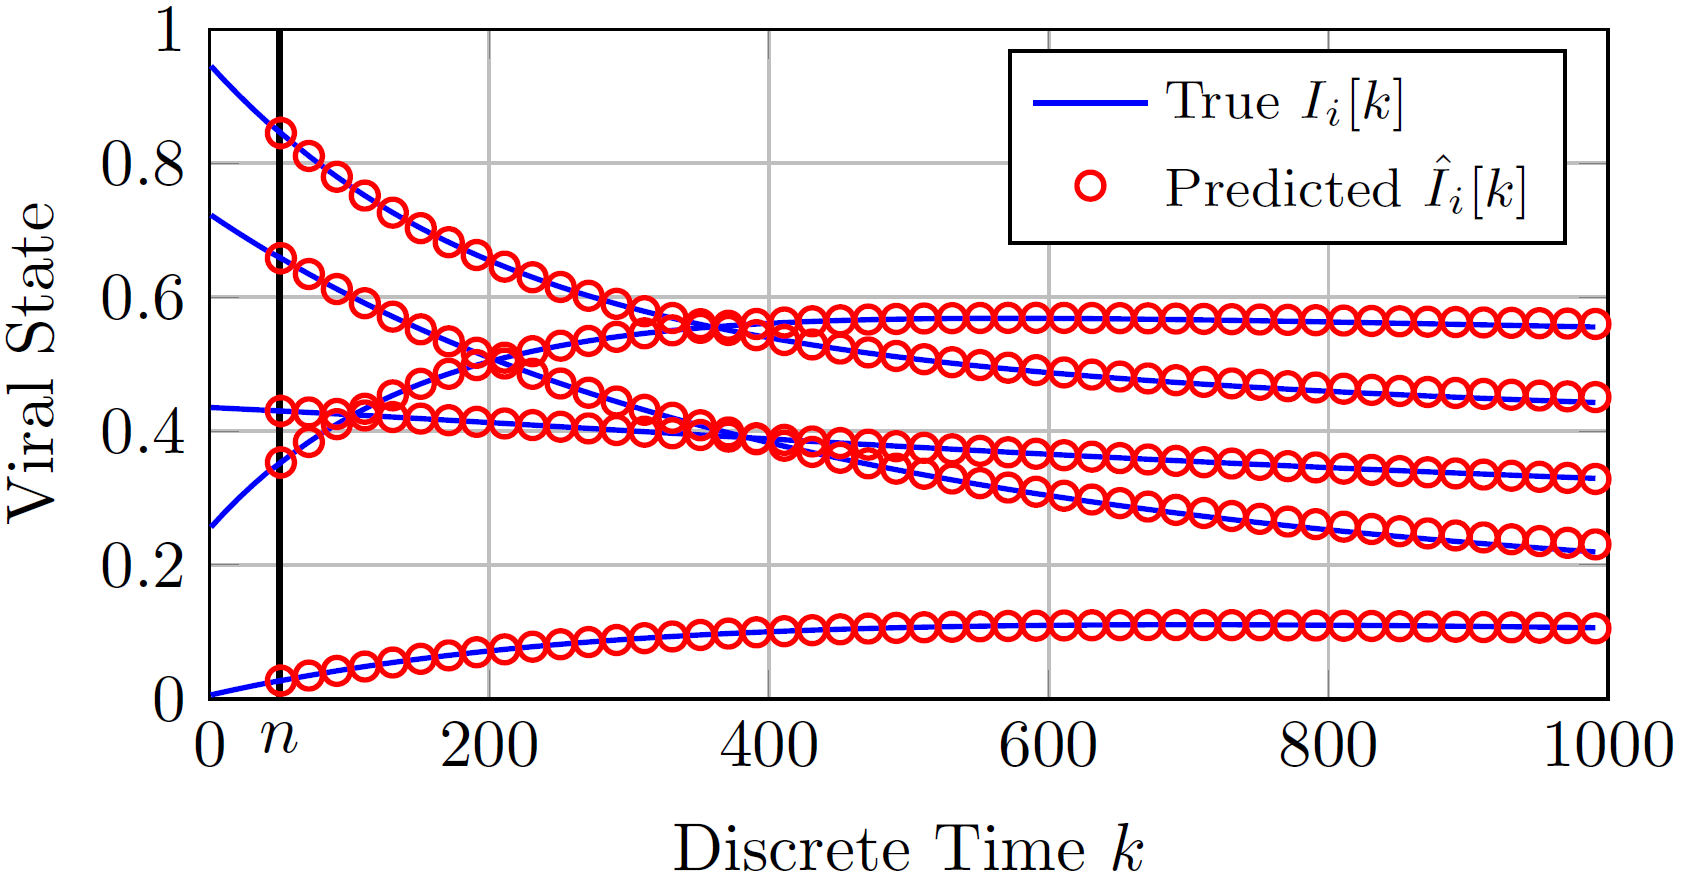 1
0.8
0.6
0.4
0.2
0
Viral State
True I_i[k]
Predicted Î_i[k]
0 n 200 400 600 800 1000
Discrete Time k